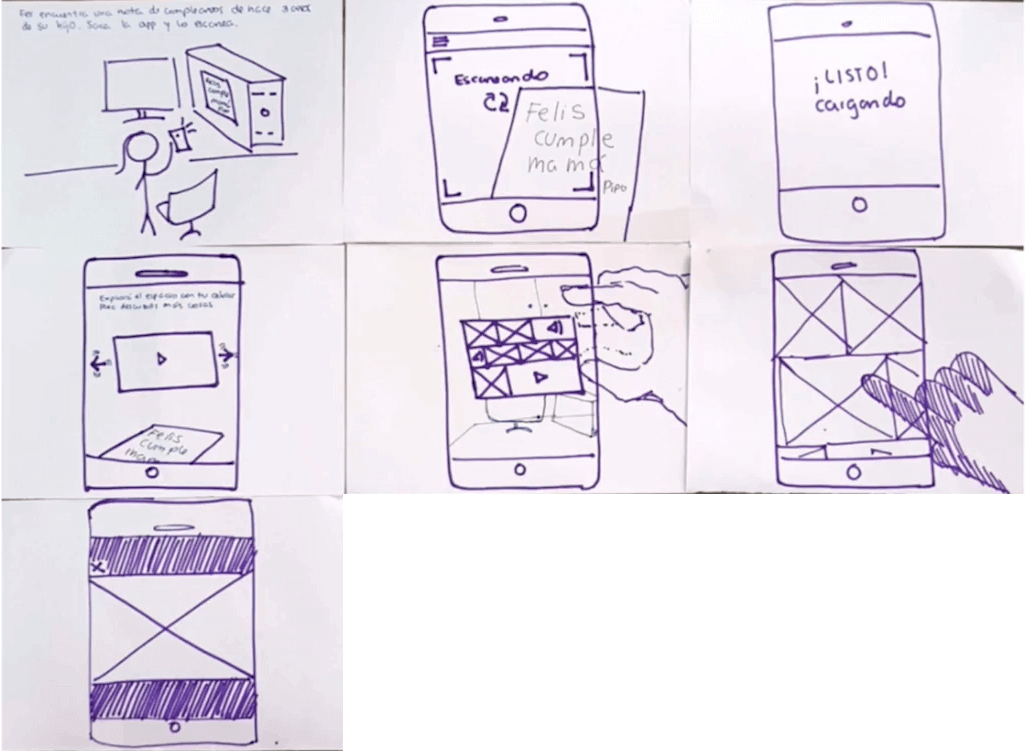 Fer encuentra una nota de cumpleaños de hace 3 años
de su hijo. Saca la app y la escanea.
Felis
cumple
mamá
Escaneando
Felis
cumple
mamá
Pipo
¡LISTO!
cargando
Explorá el espacio con tu celular
para descubrir más cosas
Felis
cumple
mamá